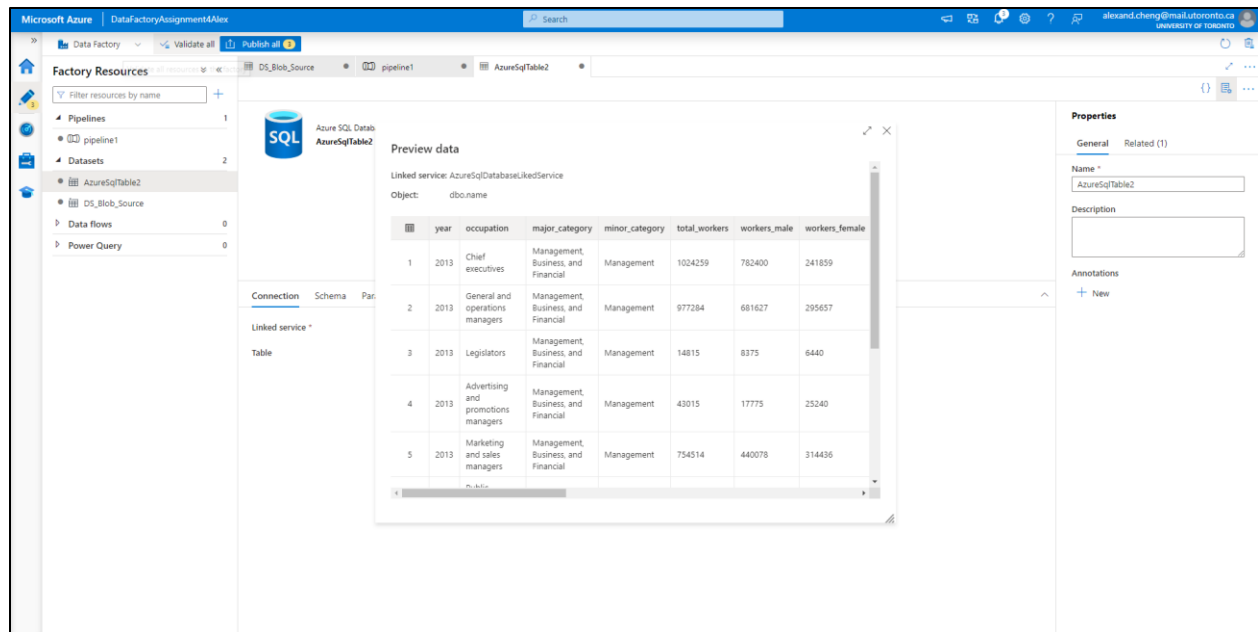 Microsoft Azure DataFactoryAssignment4Alex Search alexand.cheng@mail.utoronto.ca
UNIVERSITY OF TORONTO
Data Factory Validate all Publish all 3
Factory Resources DS_Blob_Source pipeline1 AzureSqlTable2
Filter resources by name
Pipelines 1
pipeline1
Datasets 2
AzureSqlTable2
DS_Blob_Source
Data flows 0
Power Query 0
SQL
Azure SQL Datab
AzureSqlTable2
Connection Schema Par
Linked service *
Table
Preview data
Linked service: AzureSqlDatabaseLikedService
Object: dbo.name
year occupation major_category minor_category total_workers workers_male workers_female
1 2013 Chief executives Management, Business, and Financial Management 1024259 782400 241859
2 2013 General and operations managers Management, Business, and Financial Management 977284 681627 295657
3 2013 Legislators Management, Business, and Financial Management 14815 8375 6440
4 2013 Advertising and promotions managers Management, Business, and Financial Management 43015 17775 25240
5 2013 Marketing and sales managers Management, Business, and Financial Management 754514 440078 314436
Properties
General Related (1)
Name *
AzureSqlTable2
Description
Annotations
New